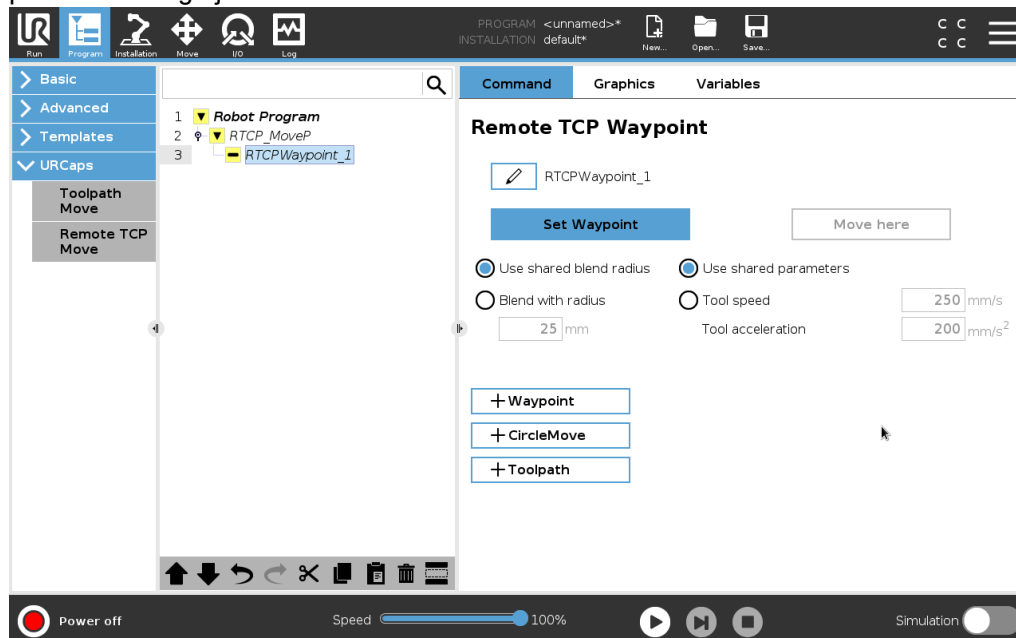 PROGRAM <unnamed>*
INSTALLATION default*
New...
Open...
Save...
C C
C C
UR
Run
Program
Installation
Move
I/O
Log
Basic
Advanced
Templates
URCaps
Toolpath
Move
Remote TCP
Move
1 Robot Program
2 RTCP_MoveP
3 RTCPWaypoint_1
Command Graphics Variables
Remote TCP Waypoint
RTCPWaypoint_1
Set Waypoint Move here
Use shared blend radius Use shared parameters
Blend with radius Tool speed 250 mm/s
25 mm Tool acceleration 200 mm/s²
+Waypoint
+CircleMove
+Toolpath
Power off Speed 100% Simulation